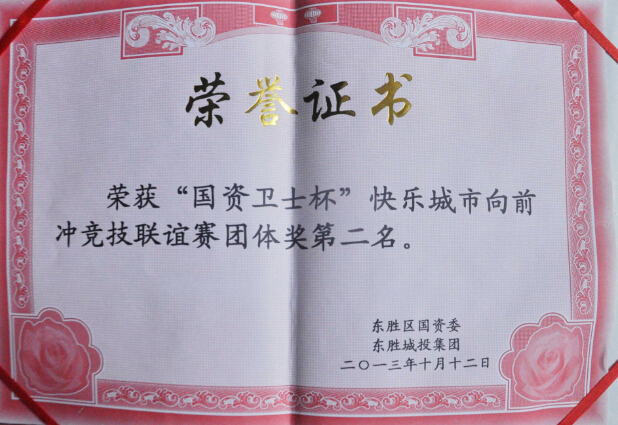 荣誉证书
荣获“国资卫士杯”快乐城市向前
冲竞技联谊赛团体奖第二名。
东胜区国资委
东胜城投集团
二〇一三年十月十二日